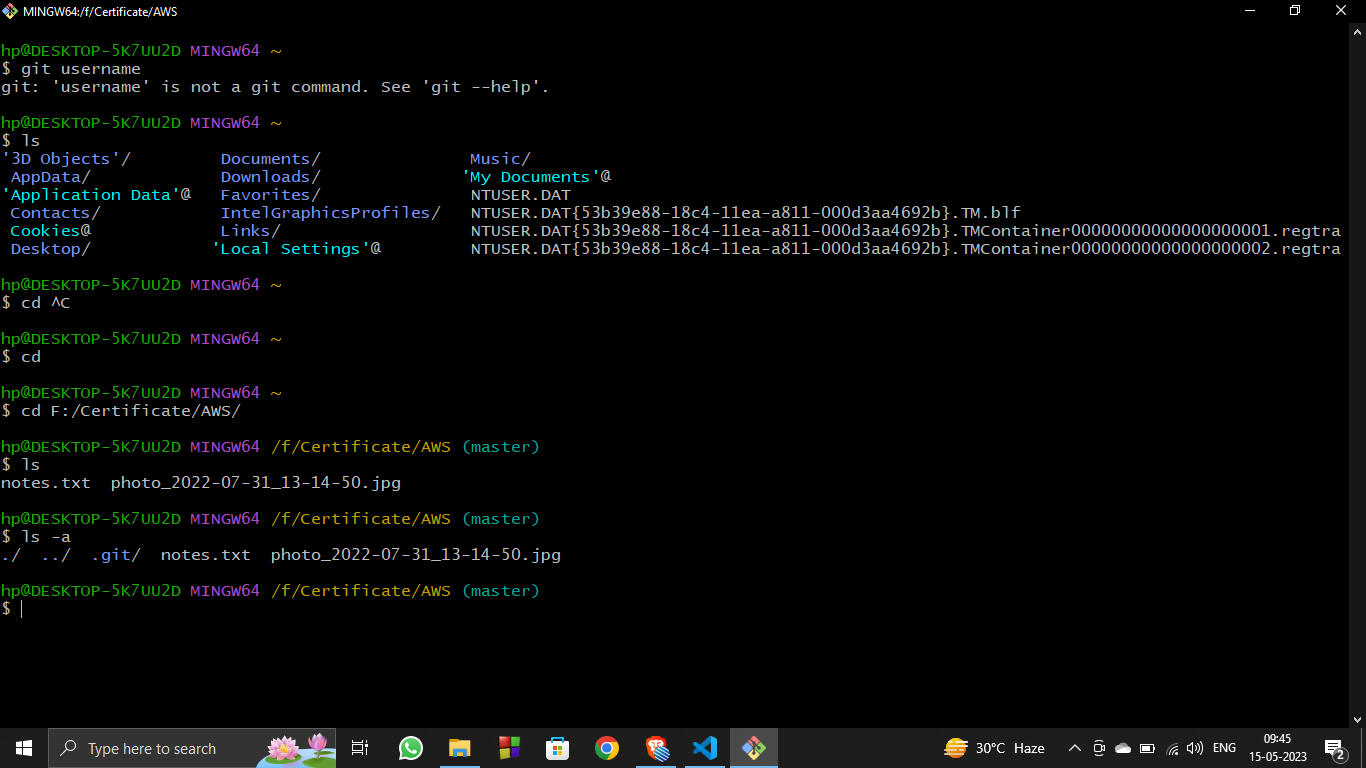 MINGW64:/f/Certificate/AWS
hp@DESKTOP-5K7UU2D MINGW64 ~
$ git username
git: 'username' is not a git command. See 'git --help'.
hp@DESKTOP-5K7UU2D MINGW64 ~
$ ls
'3D Objects'/ Documents/ Music/
AppData/ Downloads/ 'My Documents'@
'Application Data'@ Favorites/ NTUSER.DAT
Contacts/ IntelGraphicsProfiles/ NTUSER.DAT{53b39e88-18c4-11ea-a811-000d3aa4692b}.TM.blf
Cookies@ Links/ NTUSER.DAT{53b39e88-18c4-11ea-a811-000d3aa4692b}.TMContainer00000000000000000001.regtra
Desktop/ 'Local Settings'@ NTUSER.DAT{53b39e88-18c4-11ea-a811-000d3aa4692b}.TMContainer00000000000000000002.regtra
hp@DESKTOP-5K7UU2D MINGW64 ~
$ cd ^C
hp@DESKTOP-5K7UU2D MINGW64 ~
$ cd
hp@DESKTOP-5K7UU2D MINGW64 ~
$ cd F:/Certificate/AWS/
hp@DESKTOP-5K7UU2D MINGW64 /f/Certificate/AWS (master)
$ ls
notes.txt photo_2022-07-31_13-14-50.jpg
hp@DESKTOP-5K7UU2D MINGW64 /f/Certificate/AWS (master)
$ ls -a
./ ../ .git/ notes.txt photo_2022-07-31_13-14-50.jpg
hp@DESKTOP-5K7UU2D MINGW64 /f/Certificate/AWS (master)
$
Type here to search
30°C Haze
ENG
09:45
15-05-2023
2